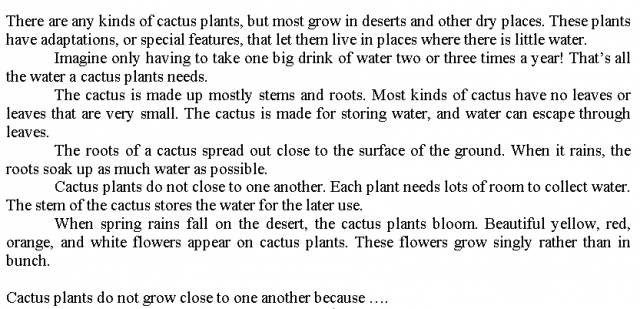 There are any kinds of cactus plants, but most grow in deserts and other dry places. These plants
have adaptations, or special features, that let them live in places where there is little water.
Imagine only having to take one big drink of water two or three times a year! That's all
the water a cactus plants needs.
The cactus is made up mostly stems and roots. Most kinds of cactus have no leaves or
leaves that are very small. The cactus is made for storing water, and water can escape through
leaves.
The roots of a cactus spread out close to the surface of the ground. When it rains, the
roots soak up as much water as possible.
Cactus plants do not close to one another. Each plant needs lots of room to collect water.
The stem of the cactus stores the water for the later use.
When spring rains fall on the desert, the cactus plants bloom. Beautiful yellow, red,
orange, and white flowers appear on cactus plants. These flowers grow singly rather than in
bunch.
Cactus plants do not grow close to one another because ….